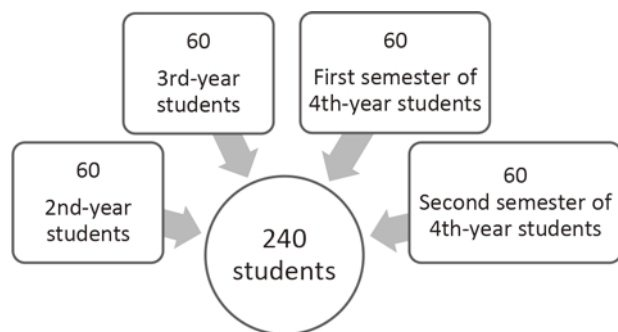 60
2nd-year
students
60
3rd-year
students
60
First semester of
4th-year students
60
Second semester of
4th-year students
240
students